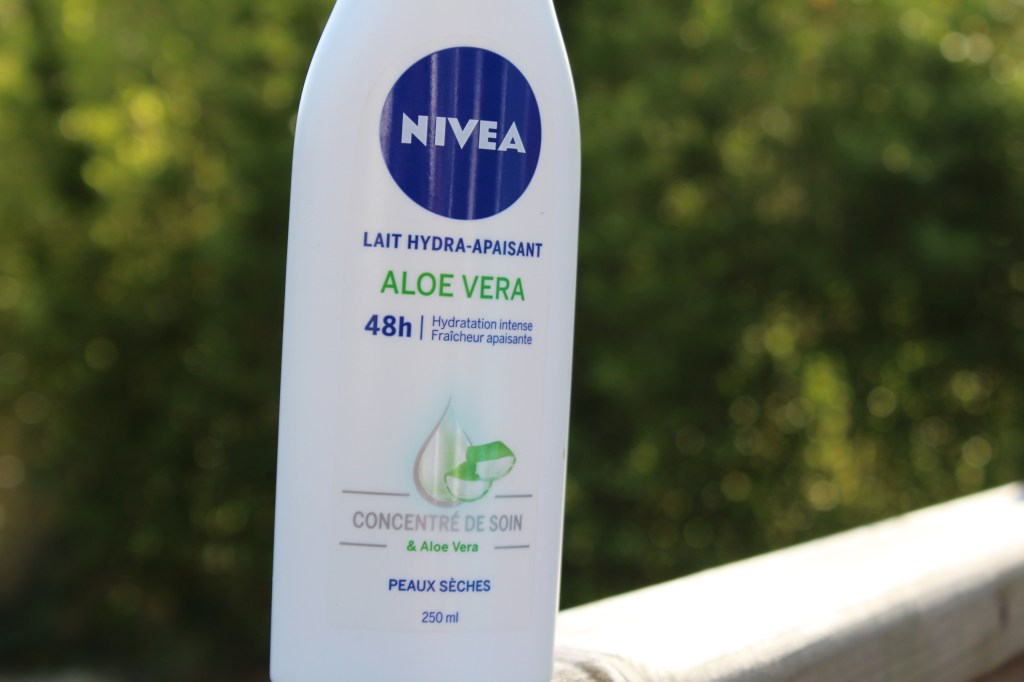 NIVEA
LAIT HYDRA-APAISANT
ALOE VERA
48h | Hydratation intense
Fraîcheur apaisante
CONCENTRÉ DE SOIN
& Aloe Vera
PEAUX SÈCHES
250 ml